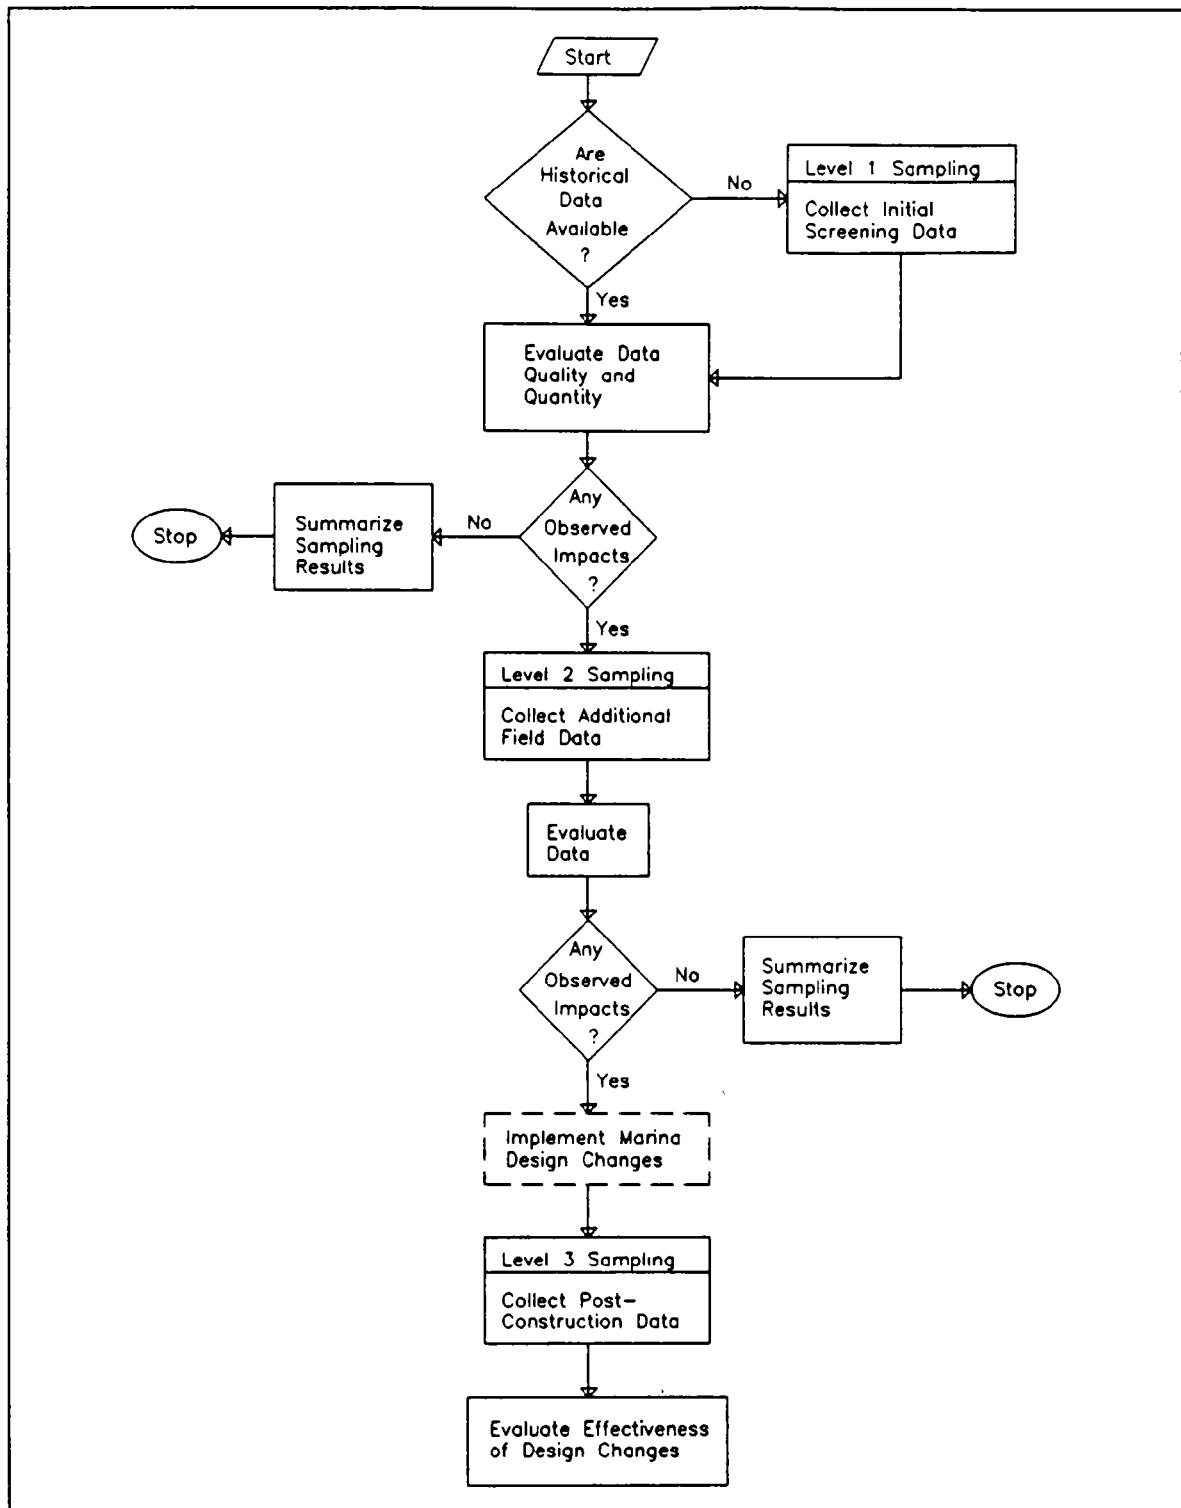 Start
Are
Historical
Data
Available
?
No
Level 1 Sampling
Collect Initial
Screening Data
Yes
Evaluate Data
Quality and
Quantity
Any
Observed
Impacts
?
No
Summarize
Sampling
Results
Stop
Yes
Level 2 Sampling
Collect Additional
Field Data
Evaluate
Data
Any
Observed
Impacts
?
No
Summarize
Sampling
Results
Stop
Yes
Implement Marina
Design Changes
Level 3 Sampling
Collect Post-
Construction Data
Evaluate Effectiveness
of Design Changes